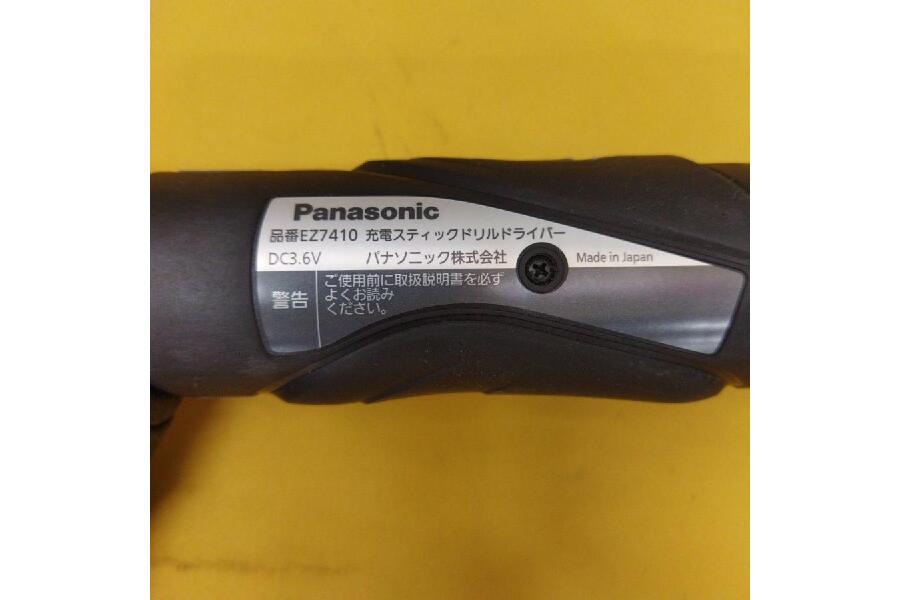 Panasonic
品番EZ7410 充電スティックドリルドライバー
DC3.6V パナソニック株式会社 Made in Japan
警告 ご使用前に取扱説明書を必ず
よくお読み
ください。